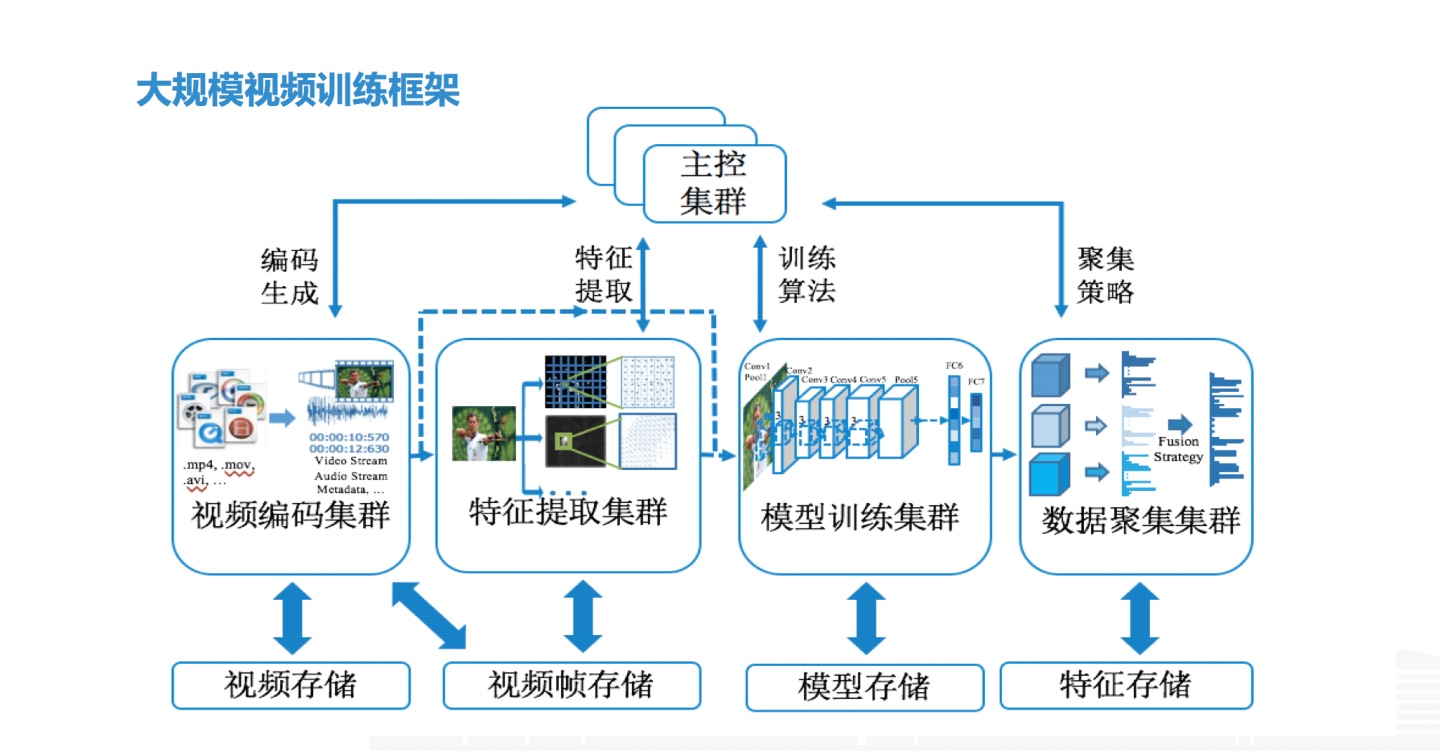 大规模视频训练框架
主控
集群
编码
生成
特征
提取
训练
算法
聚集
策略
.mp4, .mov,
.avi, …
00:00:10:570
00:00:12:630
Video Stream
Audio Stream
Metadata, …
视频编码集群
特征提取集群
Conv1
Pool1
Conv2
Conv3
Conv4
Conv5
Pool5
FC6
FC7
3
3
3
3
模型训练集群
Fusion
Strategy
数据聚集集群
视频存储
视频帧存储
模型存储
特征存储